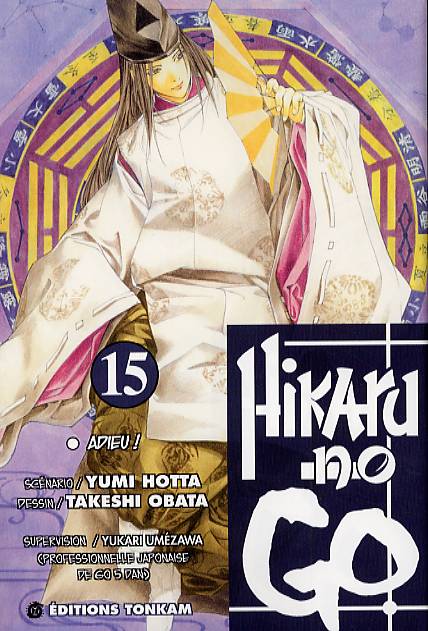 15
HiKARU
-no
GO
ADIEU !
SCÉNARIO / YUMI HOTTA
DESSIN / TAKESHI OBATA
SUPERVISION / YUKARI UMÉZAWA
(PROFESSIONNELLE JAPONAISE
DE GO 5 DAN)
ÉDITIONS TONKAM